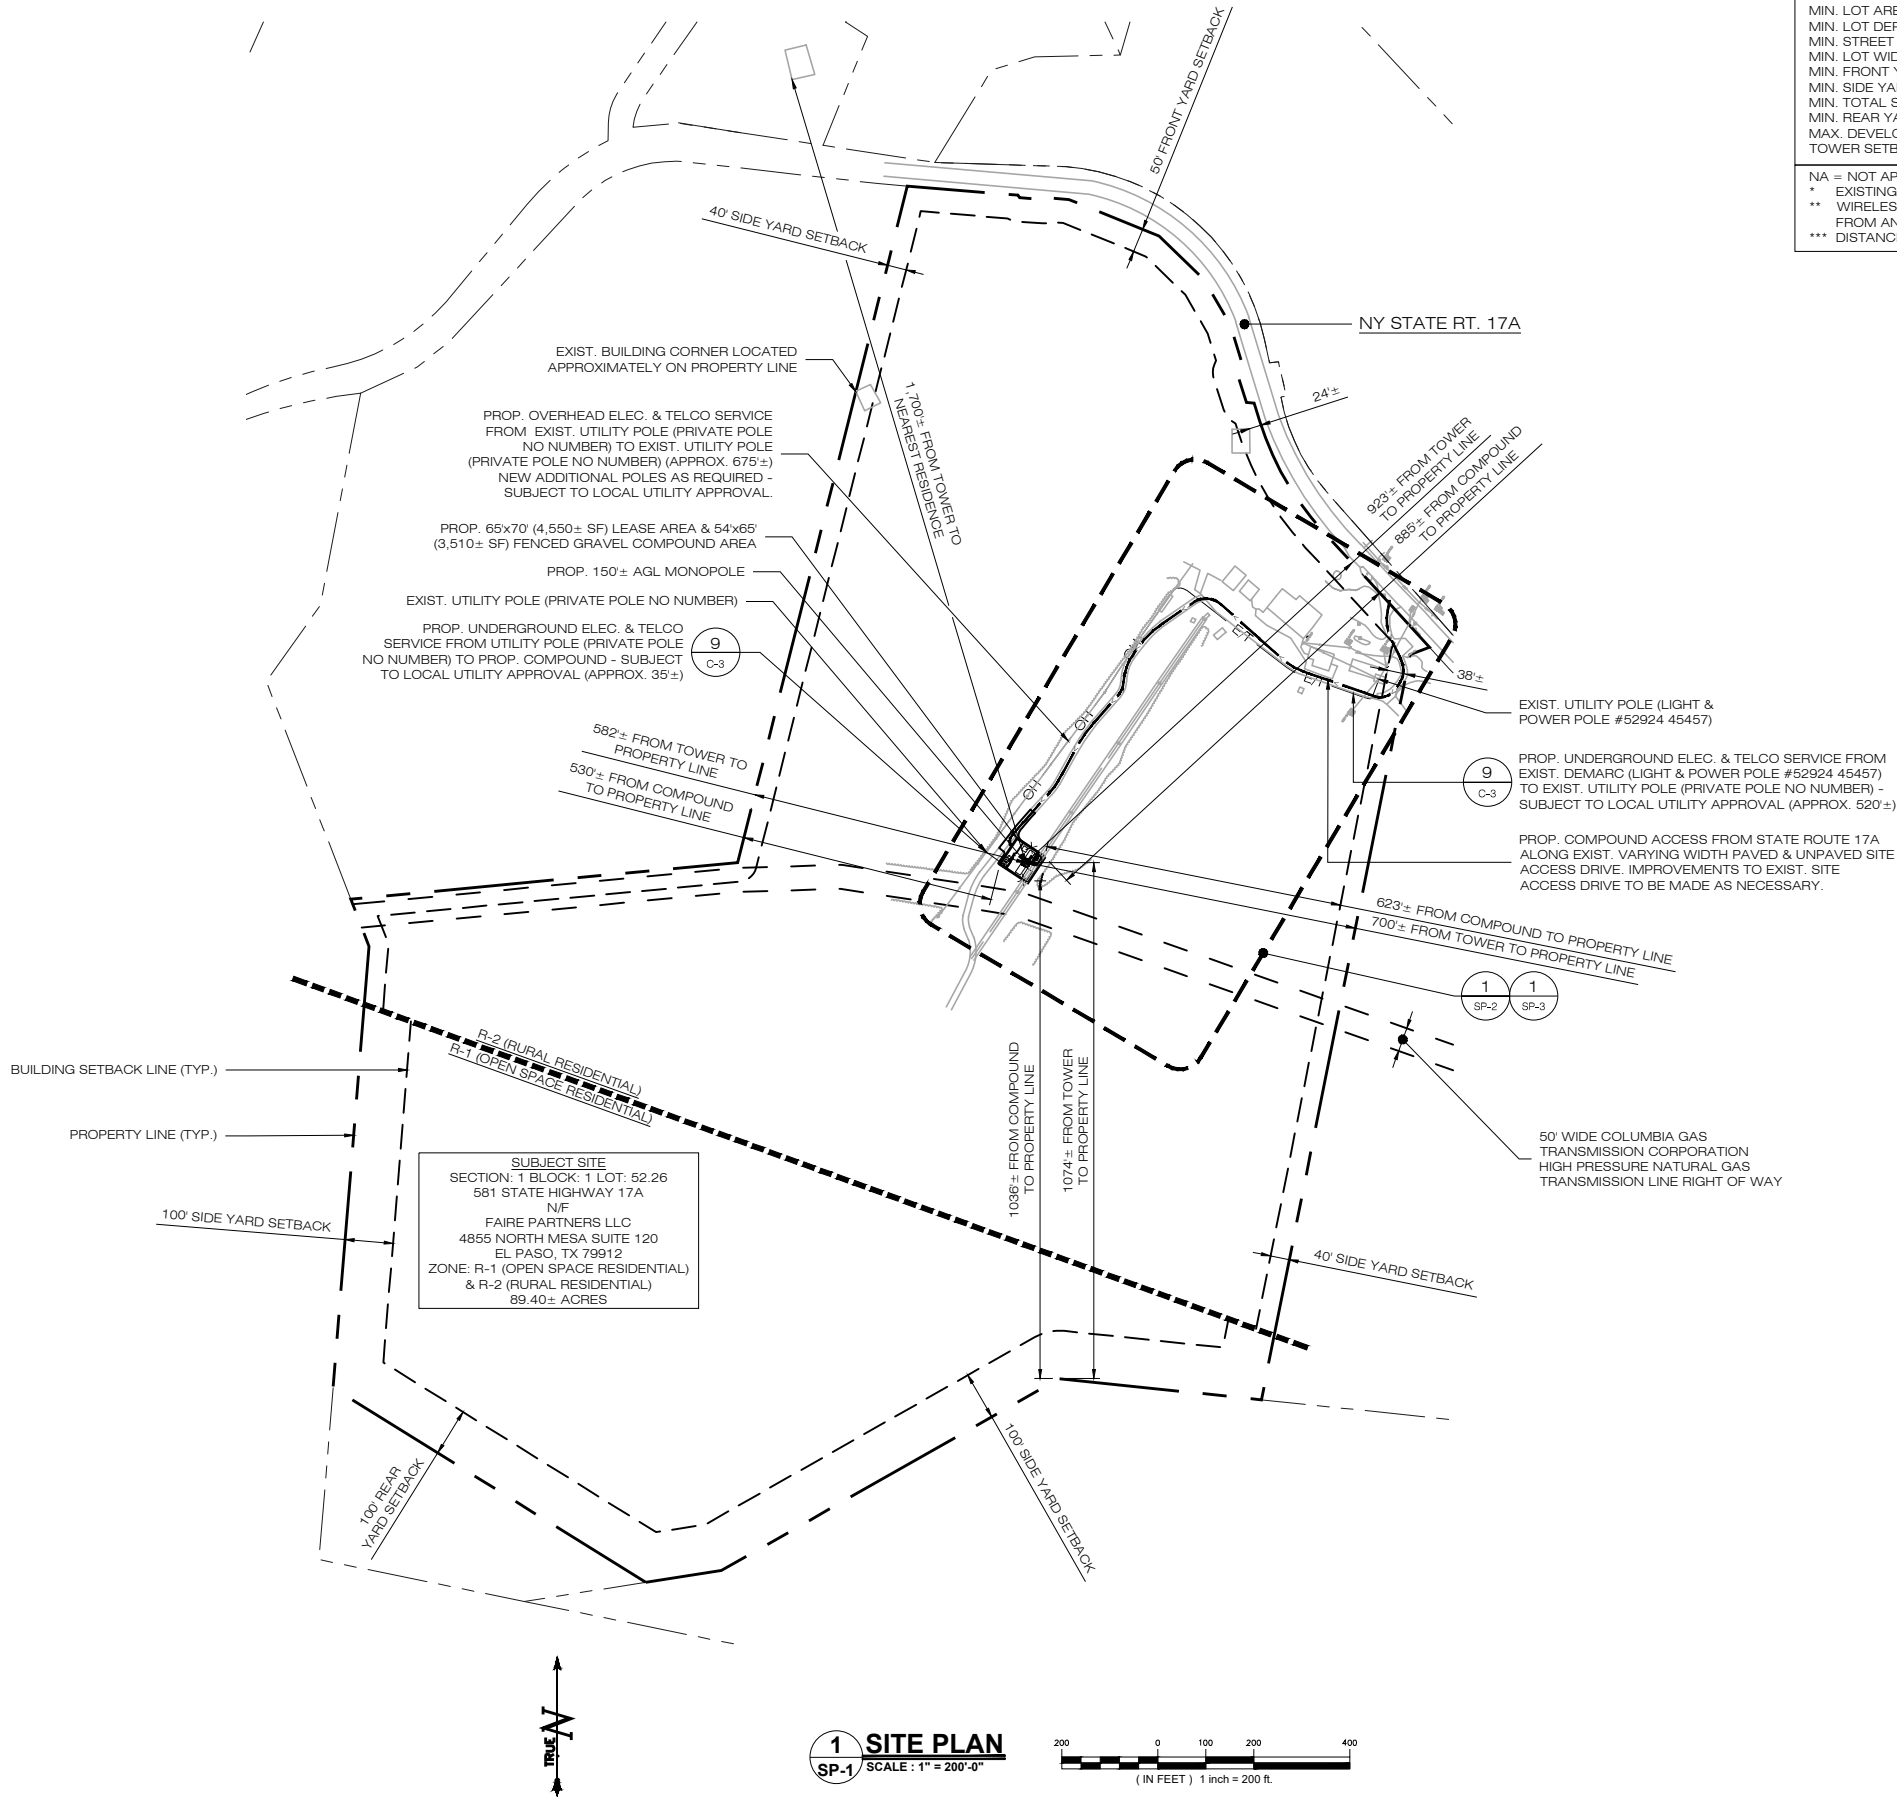 MIN. LOT
MIN. LOT
MIN. STREET
MIN. LOT
MIN. FRONT
MIN. SIDE
MIN. TOTAL
MIN. REAR
MAX.
TOWER
NA = NOT
* EXISTING
**
FROM
***
50' FRONT YARD SETBACK
40' SIDE YARD SETBACK
NY STATE RT. 17A
EXIST. BUILDING CORNER LOCATED
APPROXIMATELY ON PROPERTY LINE
24'±
1,700'± FROM TOWER TO
NEAREST RESIDENCE
PROP. OVERHEAD ELEC. & TELCO SERVICE
FROM EXIST. UTILITY POLE (PRIVATE POLE
NO NUMBER) TO EXIST. UTILITY POLE
(PRIVATE POLE NO NUMBER) (APPROX. 675'±)
NEW ADDITIONAL POLES AS REQUIRED -
SUBJECT TO LOCAL UTILITY APPROVAL.
923'± FROM TOWER
TO PROPERTY LINE
885'± FROM COMPOUND
TO PROPERTY LINE
PROP. 65'x70' (4,550± SF) LEASE AREA & 54'x65'
(3,510± SF) FENCED GRAVEL COMPOUND AREA
PROP. 150'± AGL MONOPOLE
EXIST. UTILITY POLE (PRIVATE POLE NO NUMBER)
PROP. UNDERGROUND ELEC. & TELCO
SERVICE FROM UTILITY POLE (PRIVATE POLE
NO NUMBER) TO PROP. COMPOUND - SUBJECT
TO LOCAL UTILITY APPROVAL (APPROX. 35'±)
9
C-3
E/T
E/T
OH
OH
OH
38'±
EXIST. UTILITY POLE (LIGHT &
POWER POLE #52924 45457)
582'± FROM TOWER TO
PROPERTY LINE
530'± FROM COMPOUND
TO PROPERTY LINE
9
C-3
PROP. UNDERGROUND ELEC. & TELCO SERVICE FROM
EXIST. DEMARC (LIGHT & POWER POLE #52924 45457)
TO EXIST. UTILITY POLE (PRIVATE POLE NO NUMBER) -
SUBJECT TO LOCAL UTILITY APPROVAL (APPROX. 520'±)
PROP. COMPOUND ACCESS FROM STATE ROUTE 17A
ALONG EXIST. VARYING WIDTH PAVED & UNPAVED SITE
ACCESS DRIVE. IMPROVEMENTS TO EXIST. SITE
ACCESS DRIVE TO BE MADE AS NECESSARY.
623'± FROM COMPOUND TO PROPERTY LINE
700'± FROM TOWER TO PROPERTY LINE
1
SP-2
1
SP-3
R-2 (RURAL RESIDENTIAL)
R-1 (OPEN SPACE RESIDENTIAL)
1036'± FROM COMPOUND
TO PROPERTY LINE
1074'± FROM TOWER
TO PROPERTY LINE
BUILDING SETBACK LINE (TYP.)
PROPERTY LINE (TYP.)
50' WIDE COLUMBIA GAS
TRANSMISSION CORPORATION
HIGH PRESSURE NATURAL GAS
TRANSMISSION LINE RIGHT OF WAY
SUBJECT SITE
SECTION: 1 BLOCK: 1 LOT: 52.26
581 STATE HIGHWAY 17A
N/F
FAIRE PARTNERS LLC
4855 NORTH MESA SUITE 120
EL PASO, TX 79912
ZONE: R-1 (OPEN SPACE RESIDENTIAL)
& R-2 (RURAL RESIDENTIAL)
89.40± ACRES
100' SIDE YARD SETBACK
40' SIDE YARD SETBACK
100' REAR
YARD SETBACK
100' SIDE YARD SETBACK
TRUE N
1
SP-1
SITE PLAN
SCALE : 1" = 200'-0"
200 0 100 200 400
( IN FEET ) 1 inch = 200 ft.